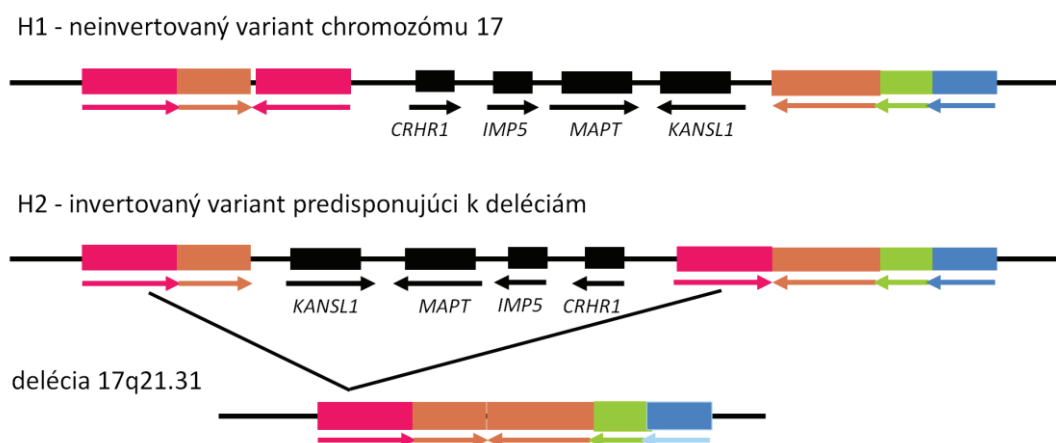 H1 - neinvertovaný variant chromozómu 17
CRHR1 IMP5 MAPT KANSL1
H2 - invertovaný variant predisponujúci k deléciám
KANSL1 MAPT IMP5 CRHR1
delécia 17q21.31